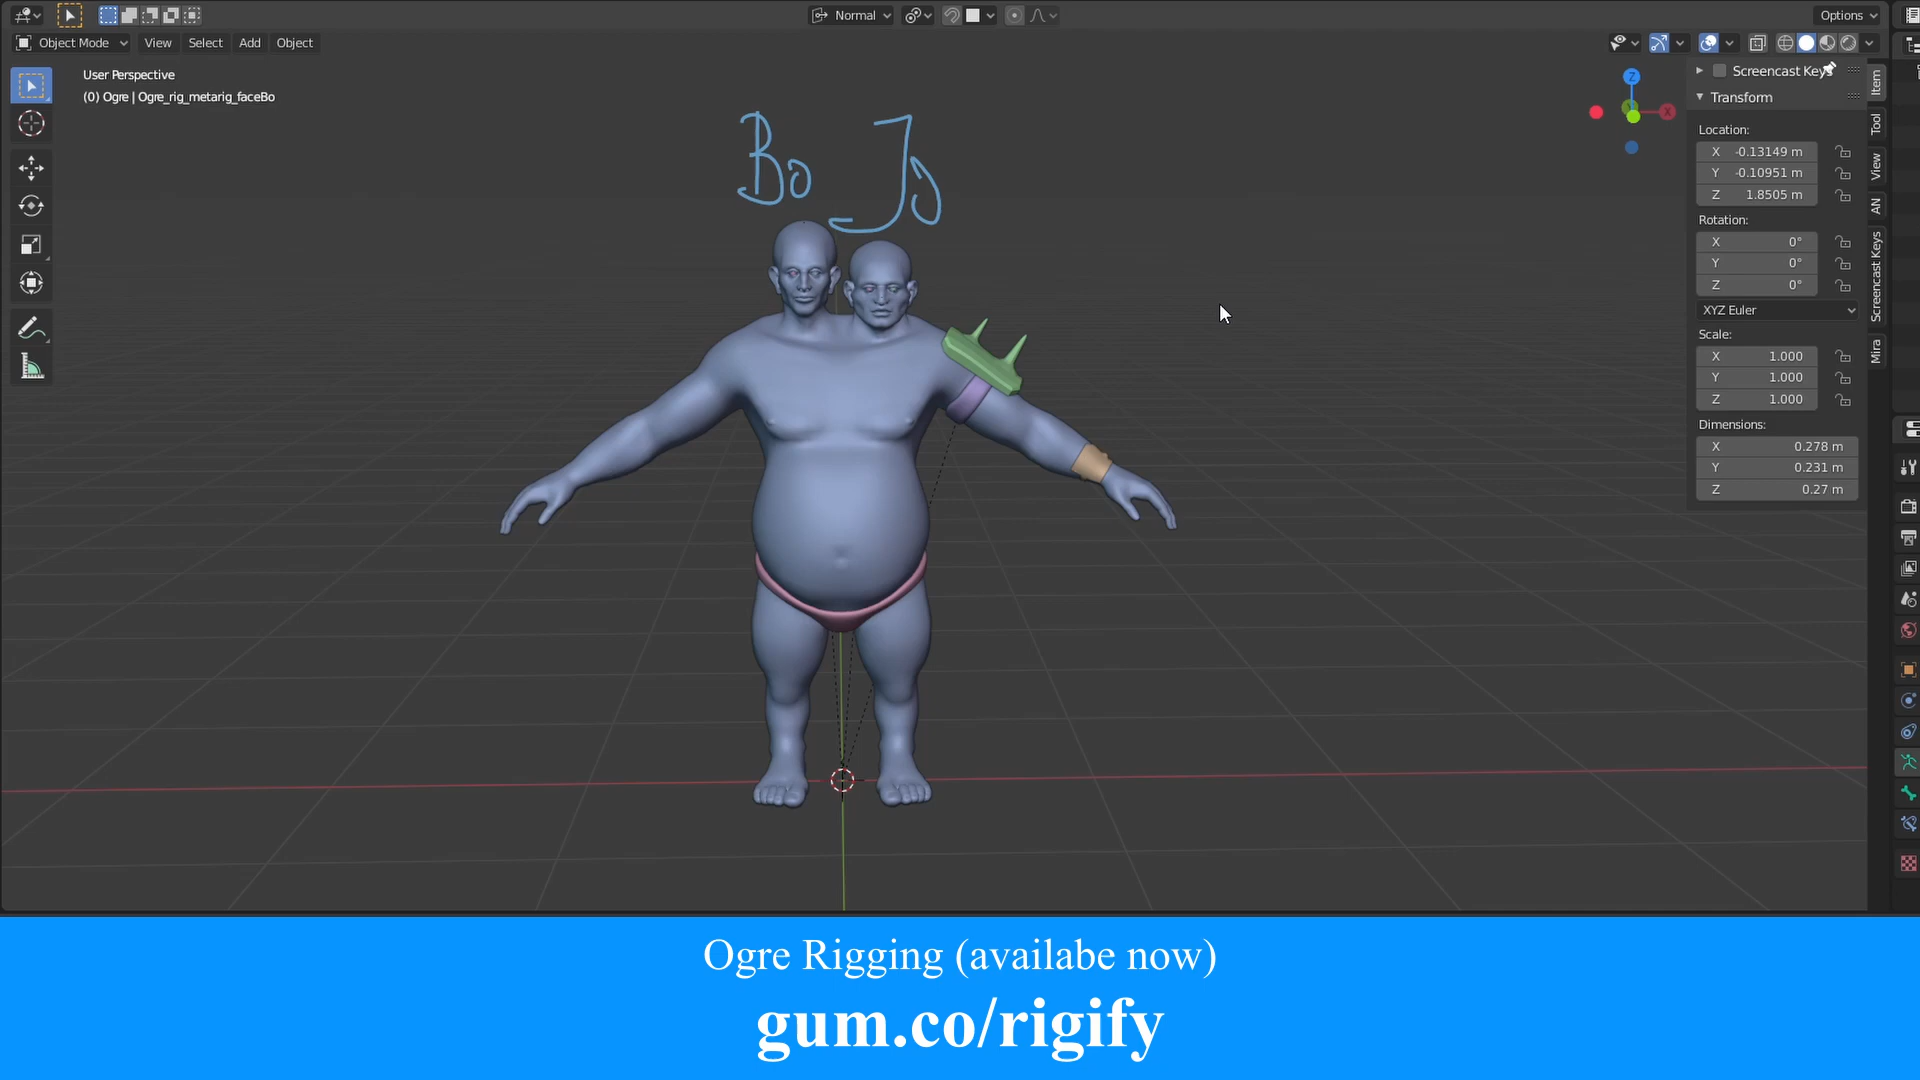 Normal
Options
Object Mode View Select Add Object
User Perspective
(0) Ogre | Ogre_rig_metarig_faceBo
Bo Jo
Z
X
Screencast Keys
Transform
Location:
X -0.13149 m
Y -0.10951 m
Z 1.8505 m
Rotation:
X 0°
Y 0°
Z 0°
XYZ Euler
Scale:
X 1.000
Y 1.000
Z 1.000
Dimensions:
X 0.278 m
Y 0.231 m
Z 0.27 m
Item
Tool
View
AN
Screencast Keys
Mira
Ogre Rigging (availabe now)
gum.co/rigify